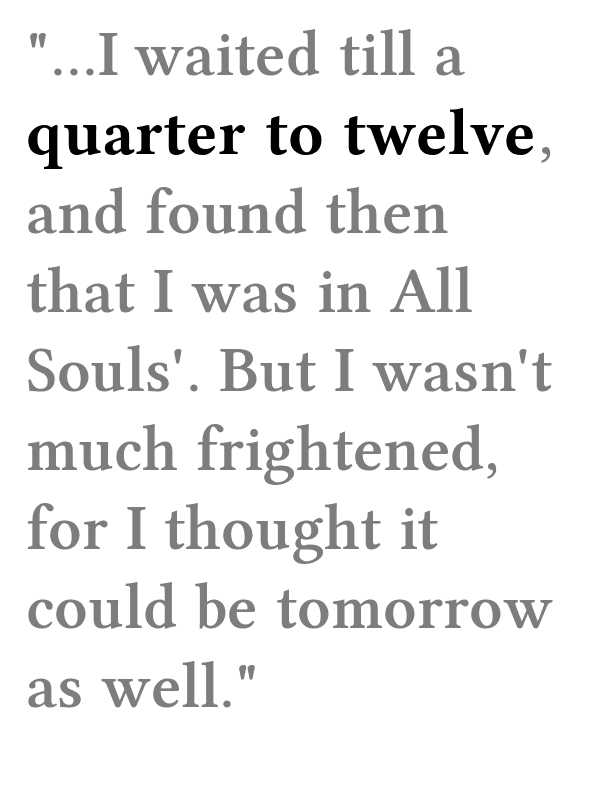 "...I waited till a
quarter to twelve,
and found then
that I was in All
Souls'. But I wasn't
much frightened,
for I thought it
could be tomorrow
as well."